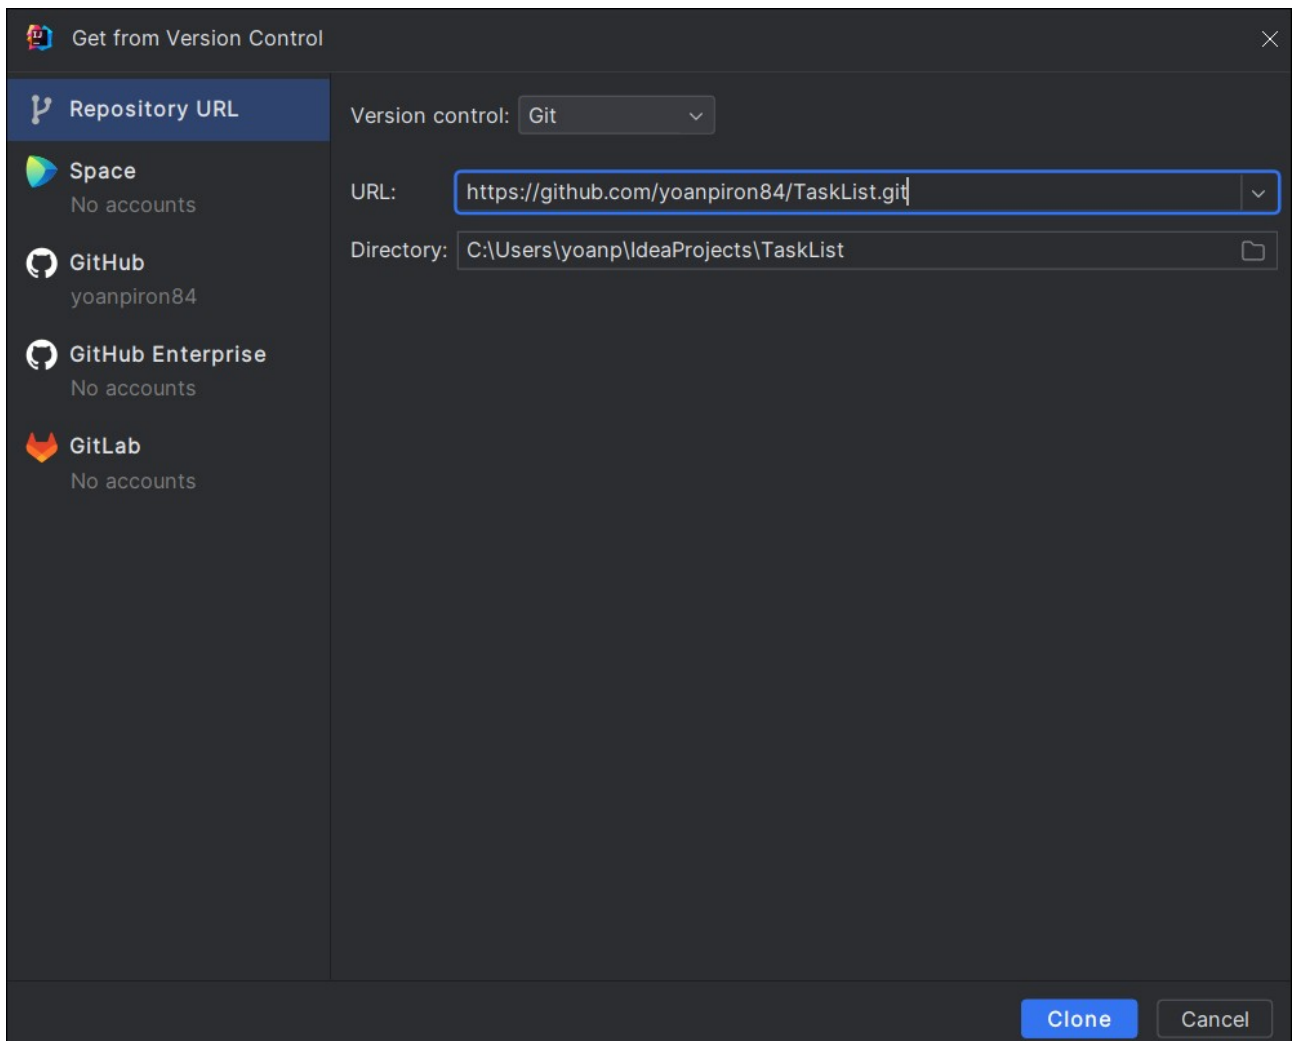 Get from Version Control
Repository URL
Space
No accounts
GitHub
yoanpiron84
GitHub Enterprise
No accounts
GitLab
No accounts
Version control: Git
URL: https://github.com/yoanpiron84/TaskList.git
Directory: C:\Users\yoanp\IdeaProjects\TaskList
Clone Cancel